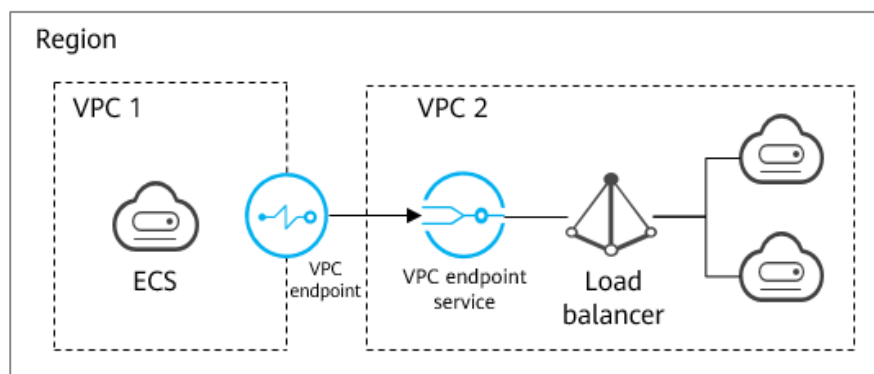 Region
VPC 1
VPC 2
ECS
VPC
endpoint
VPC endpoint
service
Load
balancer